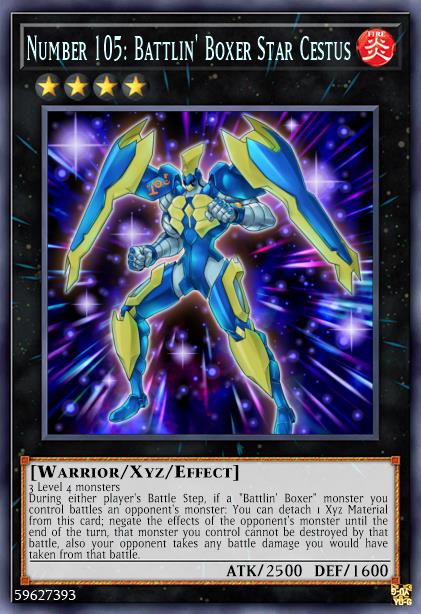 NUMBER 105: BATTLIN' BOXER STAR CESTUS
FIRE
炎
105
[WARRIOR/XYZ/EFFECT]
3 Level 4 monsters
During either player's Battle Step, if a "Battlin' Boxer" monster you
control battles an opponent's monster: You can detach 1 Xyz Material
from this card; negate the effects of the opponent's monster until the
end of the turn, that monster you control cannot be destroyed by that
battle, also your opponent takes any battle damage you would have
taken from that battle.
ATK/2500 DEF/1600
59627393